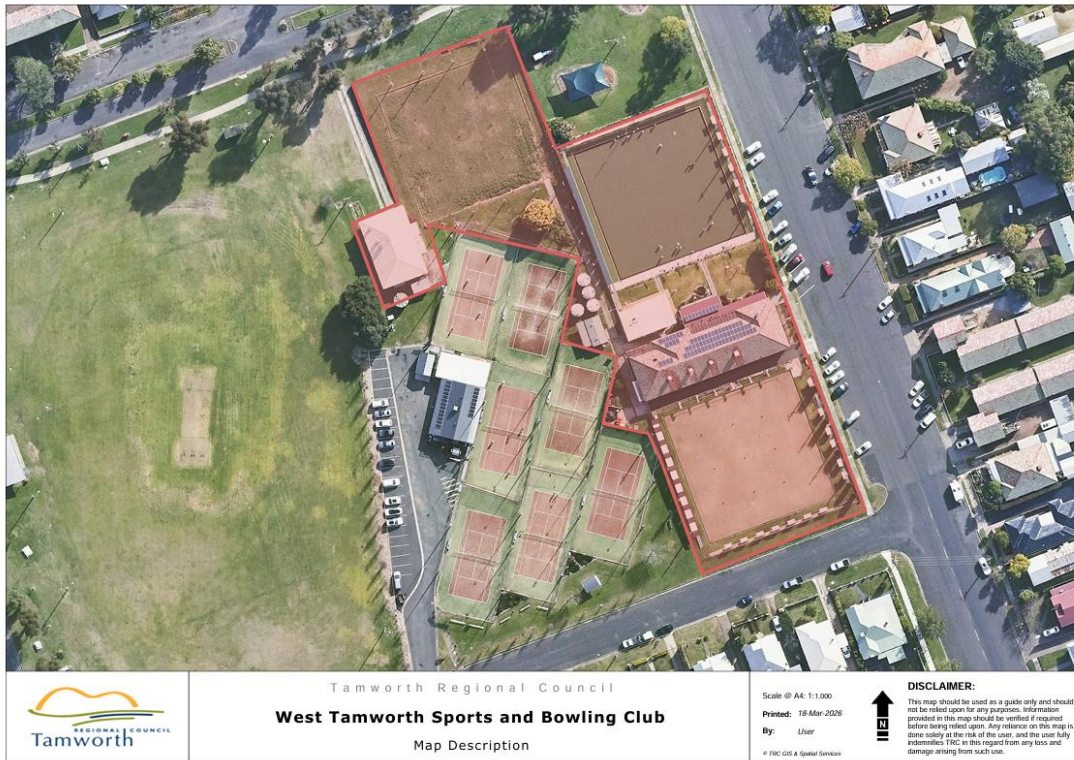 Tamworth Regional Council
West Tamworth Sports and Bowling Club
Map Description
REGIONAL COUNCIL
Tamworth
Scale @ A4: 1:1,000
Printed: 18-Mar-2026
By: User
© TRC GIS & Spatial Services
N
DISCLAIMER:
This map should be used as a guide only and should
not be relied upon for any purposes. Information
provided in this map should be verified if required
before being relied upon. Any reliance on this map is
done solely at the risk of the user, and the user fully
indemnifies TRC in this regard from any loss and
damage arising from such use.